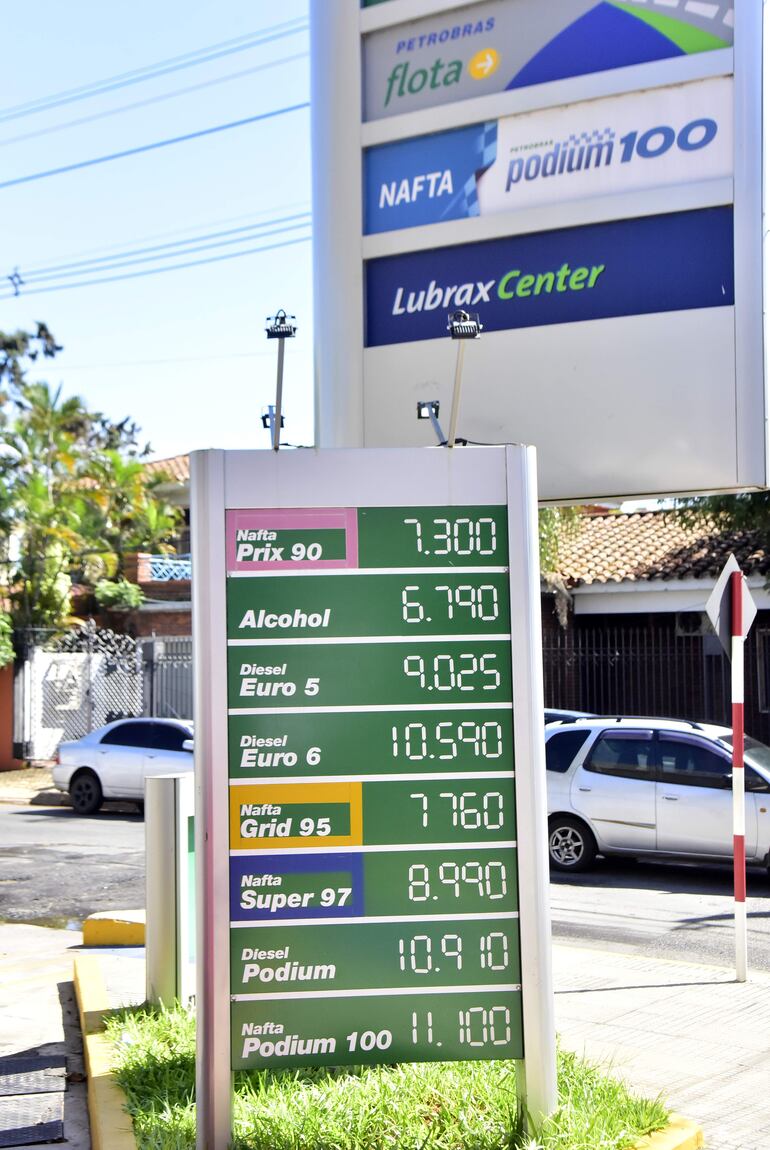 PETROBRAS
flota
NAFTA
PETROBRAS
podium100
Lubrax Center
Nafta
Prix 90
7.300
Alcohol
6.790
Diesel
Euro 5
9.025
Diesel
Euro 6
10.590
Nafta
Grid 95
7 760
Nafta
Super 97
8.990
Diesel
Podium
10.910
Nafta
Podium 100
11.100